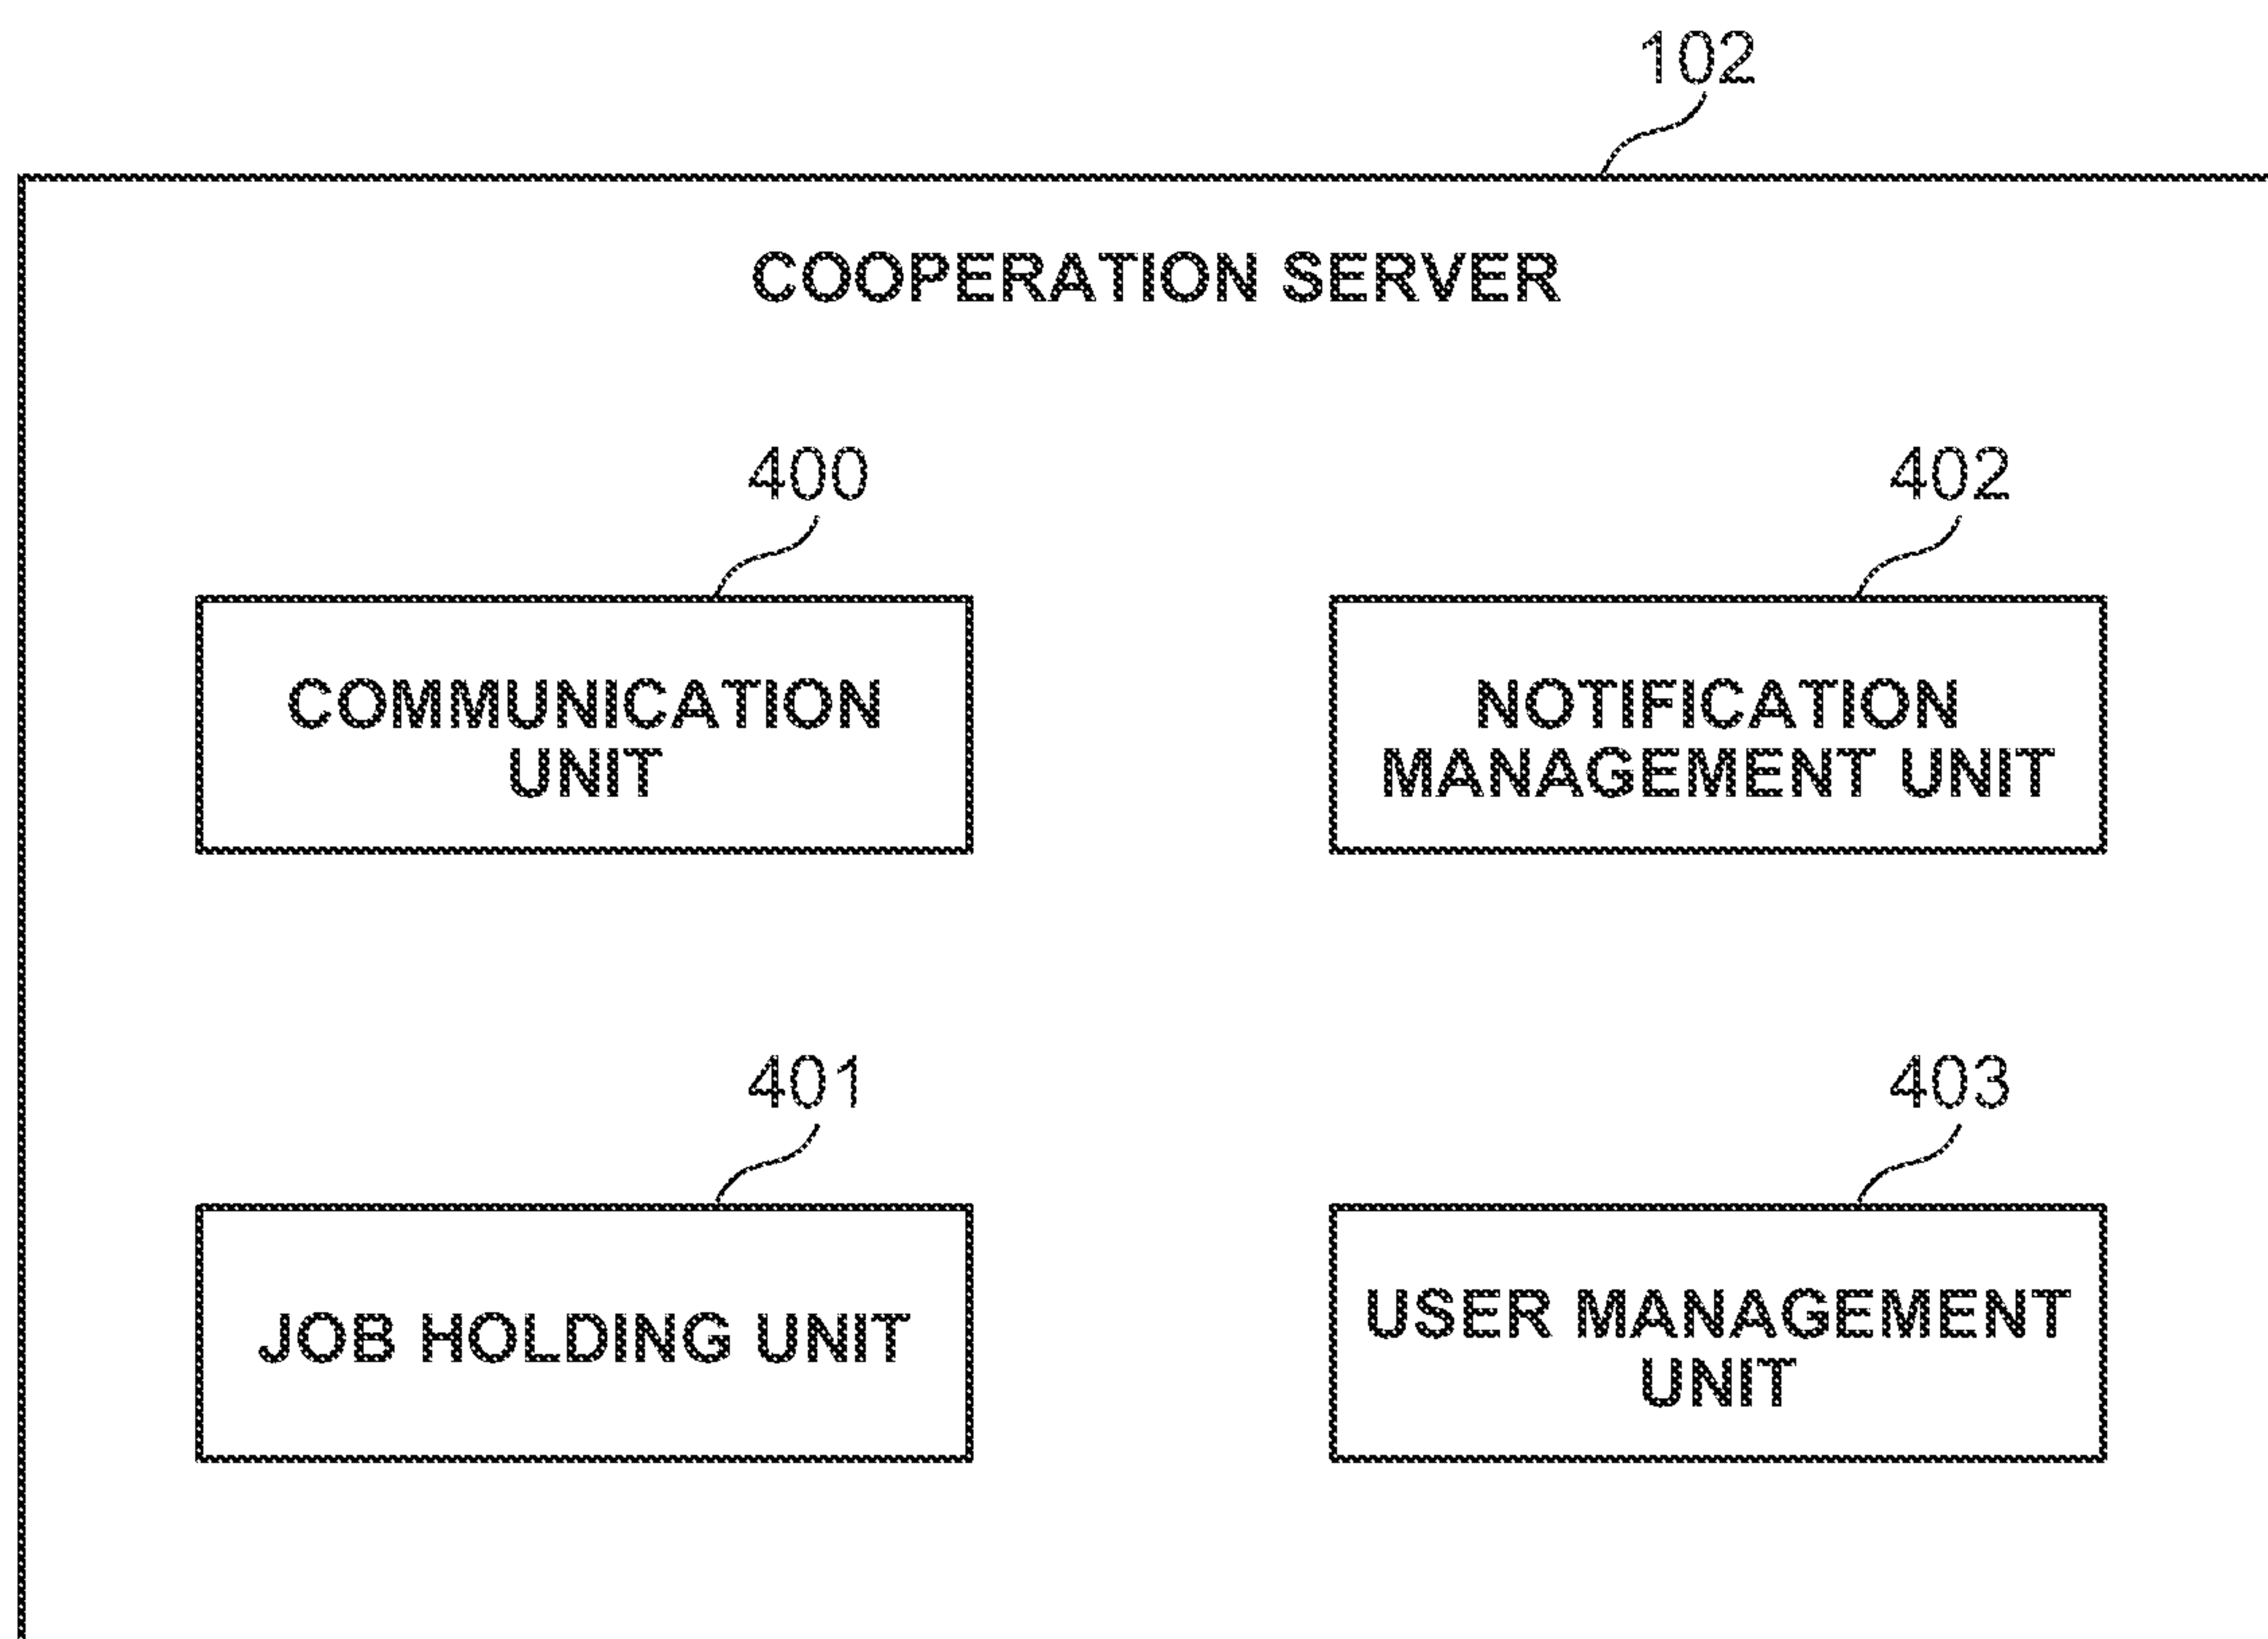 102
COOPERATION SERVER
400
402
COMMUNICATION
UNIT
NOTIFICATION
MANAGEMENT UNIT
401
403
JOB HOLDING UNIT
USER MANAGEMENT
UNIT